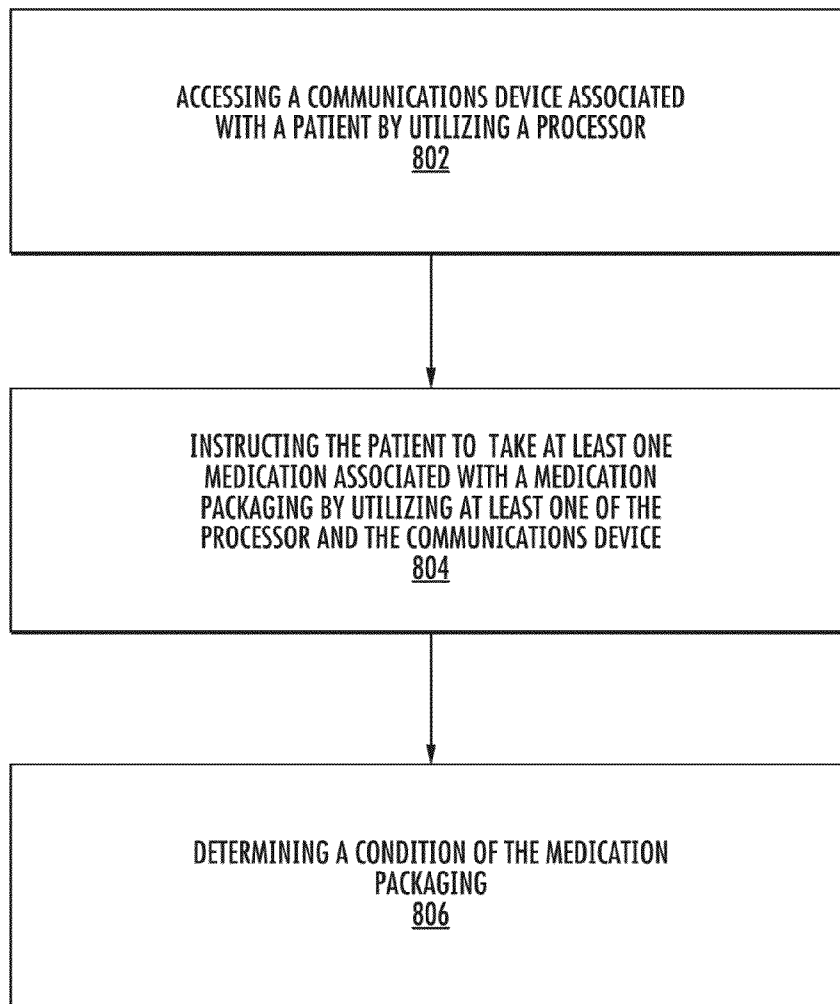 ACCESSING A COMMUNICATIONS DEVICE ASSOCIATED
WITH A PATIENT BY UTILIZING A PROCESSOR
802
INSTRUCTING THE PATIENT TO TAKE AT LEAST ONE
MEDICATION ASSOCIATED WITH A MEDICATION
PACKAGING BY UTILIZING AT LEAST ONE OF THE
PROCESSOR AND THE COMMUNICATIONS DEVICE
804
DETERMINING A CONDITION OF THE MEDICATION
PACKAGING
806